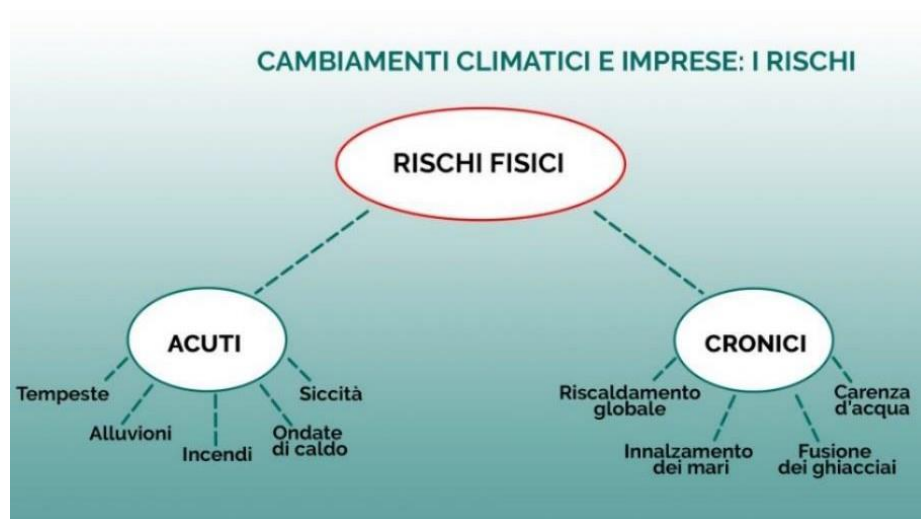 CAMBIAMENTI CLIMATICI E IMPRESE: I RISCHI
RISCHI FISICI
ACUTI
Tempeste
Alluvioni
Incendi
Ondate
di caldo
Siccità
CRONICI
Riscaldamento
globale
Innalzamento
dei mari
Fusione
dei ghiacciai
Carenza
d'acqua